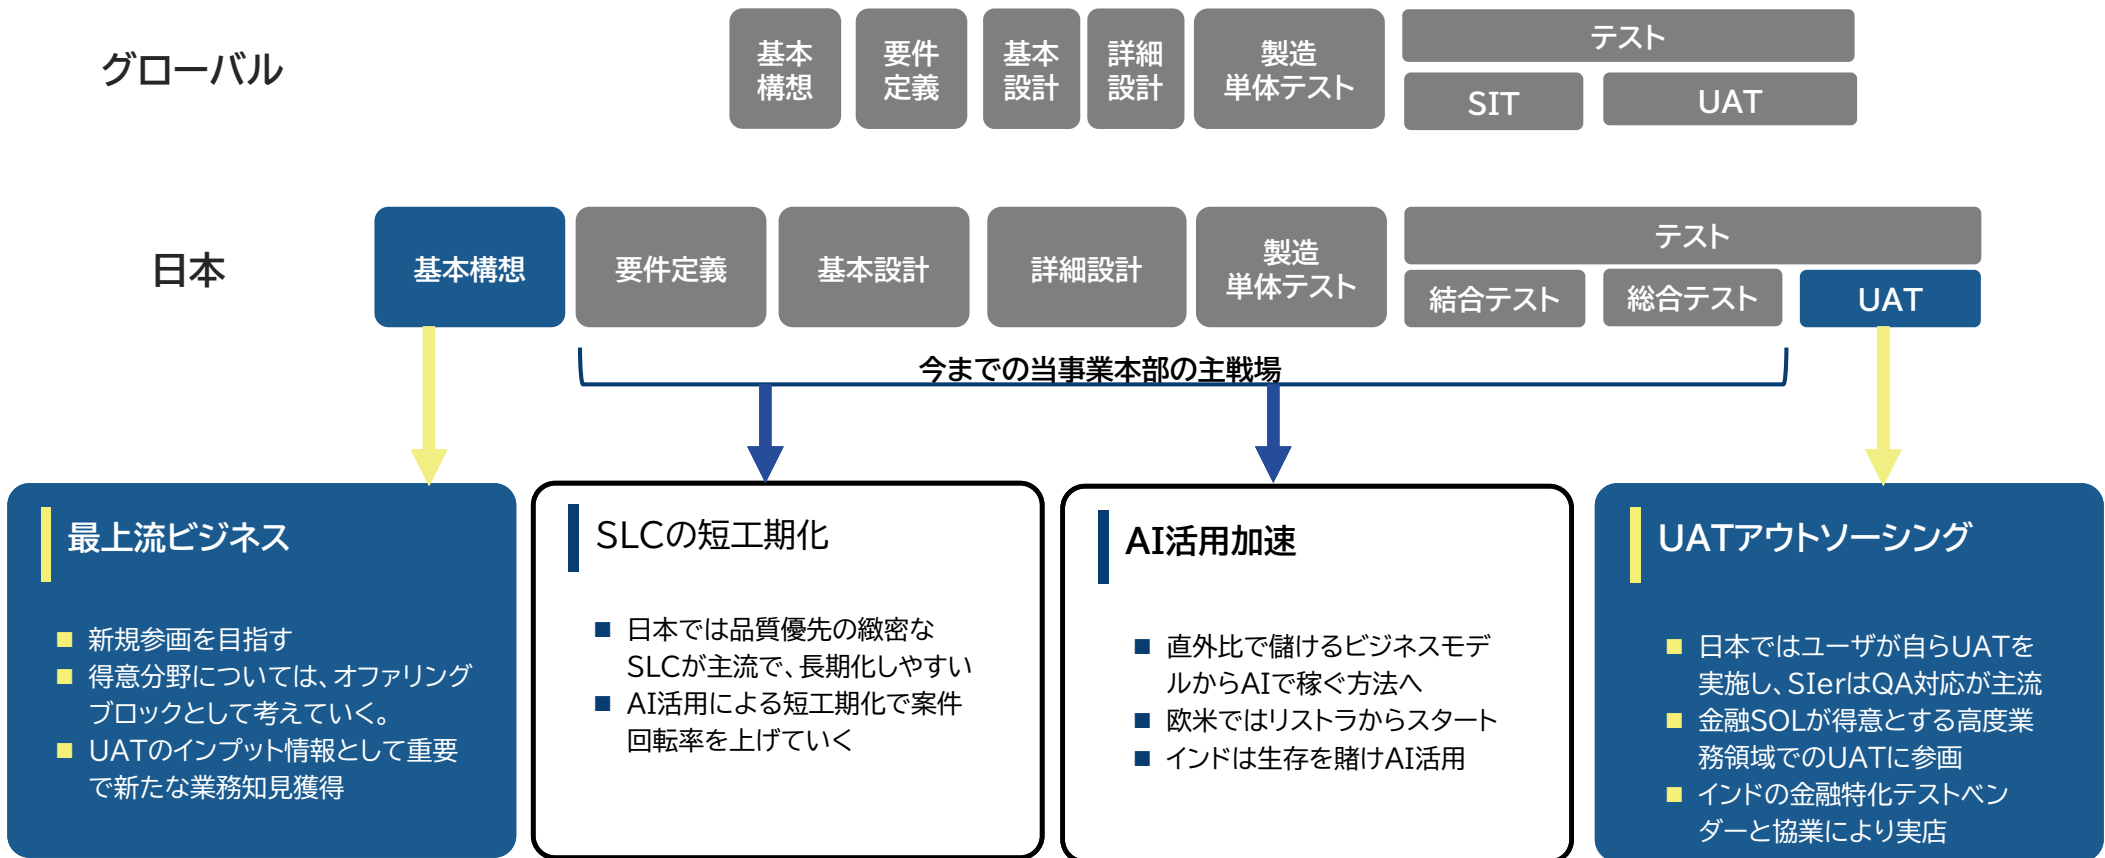 グローバル
基本
構想
要件
定義
基本
設計
詳細
設計
製造
単体テスト
テスト
SIT
UAT
日本
基本構想
要件定義
基本設計
詳細設計
製造
単体テスト
テスト
結合テスト
総合テスト
UAT
今までの当事業本部の主戦場
最上流ビジネス
■ 新規参画を目指す
■ 得意分野については、オファリング
ブロックとして考えていく。
■ UATのインプット情報として重要
で新たな業務知見獲得
SLCの短工期化
■ 日本では品質優先の緻密な
SLCが主流で、長期化しやすい
■ AI活用による短工期化で案件
回転率を上げていく
AI活用加速
■ 直外比で儲けるビジネスモデ
ルからAIで稼ぐ方法へ
■ 欧米ではリストラからスタート
■ インドは生存を賭けAI活用
UATアウトソーシング
■ 日本ではユーザが自らUATを
実施し、SIerはQA対応が主流
■ 金融SOLが得意とする高度業
務領域でのUATに参画
■ インドの金融特化テストベン
ダーと協業により実店